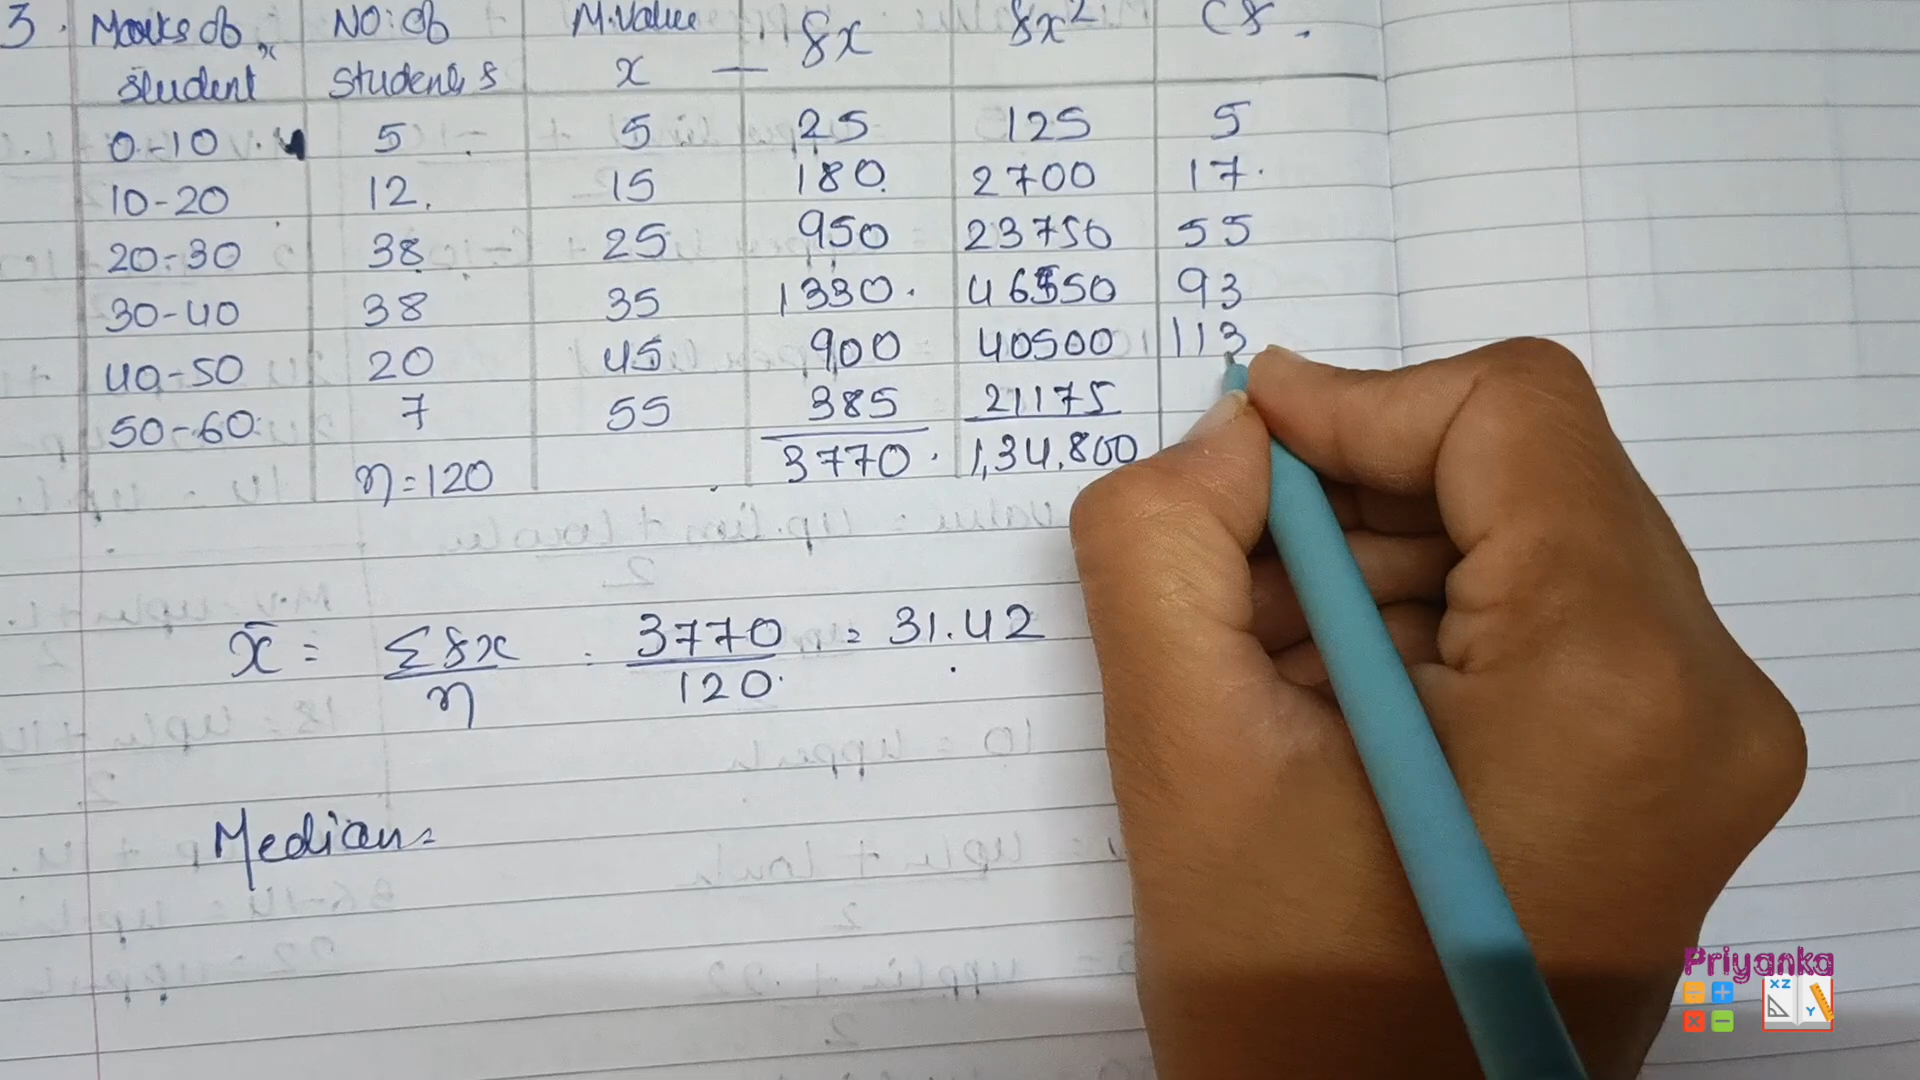 3. Marks of student x No: of students f M.value x fx fx² cf.
0-10 5 5 25 125 5
10-20 12 15 180 2700 17
20-30 38 25 950 23750 55
30-40 38 35 1330 46550 93
40-50 20 45 900 40500 113
50-60 7 55 385 21175
n=120 3770 1,34,800
x̄ = Σfx / n = 3770 / 120 = 31.42
Median=
Priyanka
XZ
Y